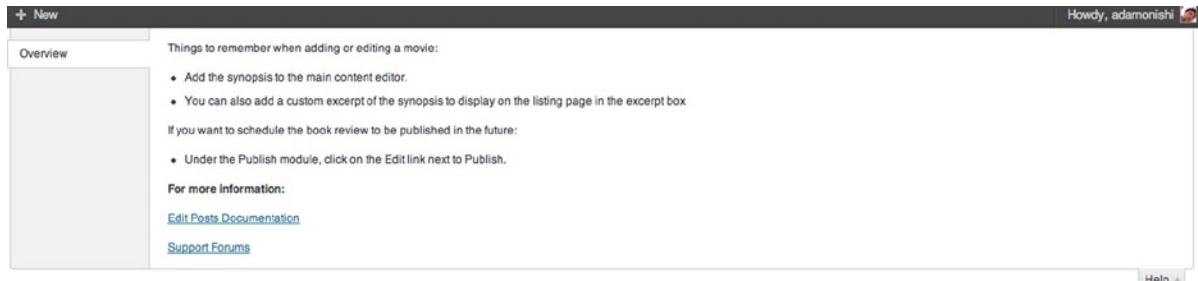 + New
Howdy, adamonishi
Overview
Things to remember when adding or editing a movie:
• Add the synopsis to the main content editor.
• You can also add a custom excerpt of the synopsis to display on the listing page in the excerpt box
If you want to schedule the book review to be published in the future:
• Under the Publish module, click on the Edit link next to Publish.
For more information:
Edit Posts Documentation
Support Forums
Help